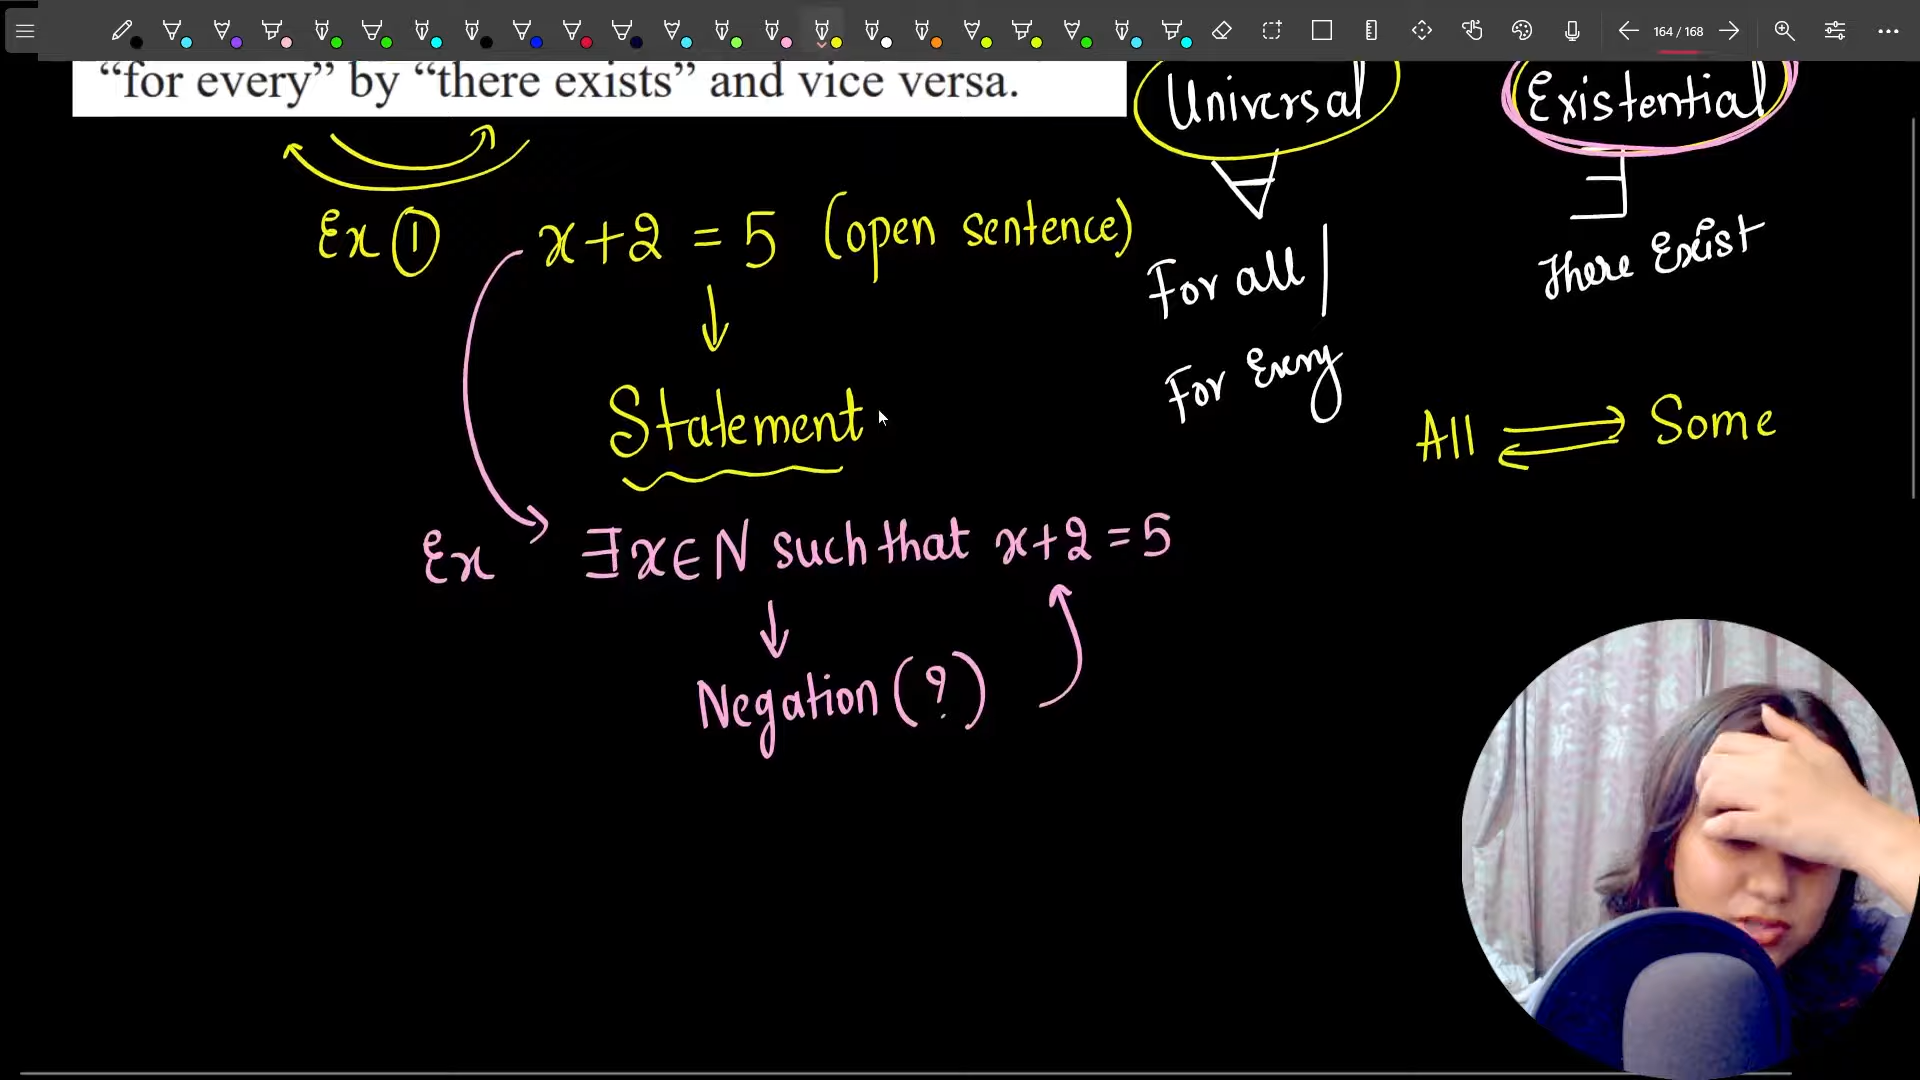 164 / 168
“for every” by “there exists” and vice versa.
Universal
Existential
∀
∃
Ex ① x+2 = 5 (open sentence)
For all |
There Exist
For Every
Statement
All ⇌ Some
Ex ∃x∈N such that x+2=5
Negation (?)